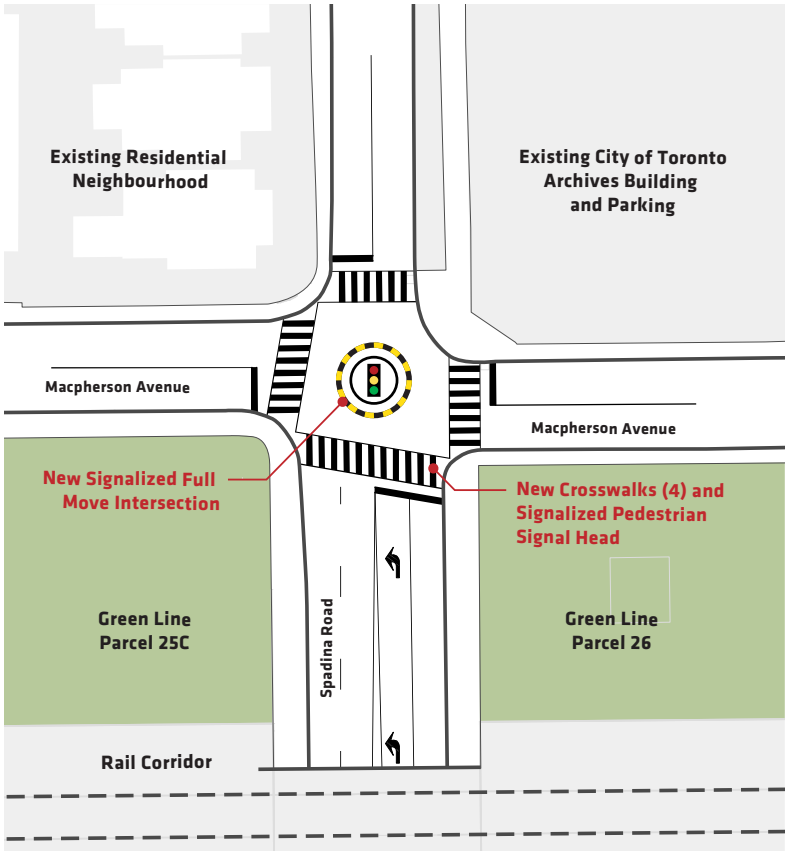 Existing Residential
Neighbourhood
Existing City of Toronto
Archives Building
and Parking
Macpherson Avenue
Macpherson Avenue
New Signalized Full
Move Intersection
New Crosswalks (4) and
Signalized Pedestrian
Signal Head
Green Line
Parcel 25C
Spadina Road
Green Line
Parcel 26
Rail Corridor